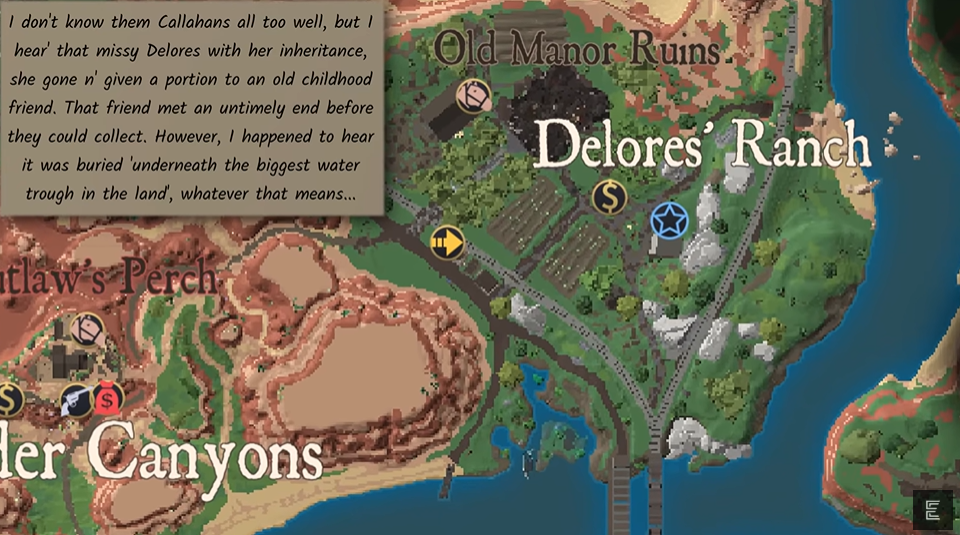 I don't know them Callahans all too well, but I
hear' that missy Delores with her inheritance,
she gone n' given a portion to an old childhood
friend. That friend met an untimely end before
they could collect. However, I happened to hear
it was buried 'underneath the biggest water
trough in the land', whatever that means...
Old Manor Ruins
Delores' Ranch
$
utlaw's Perch
$
$
der Canyons
E